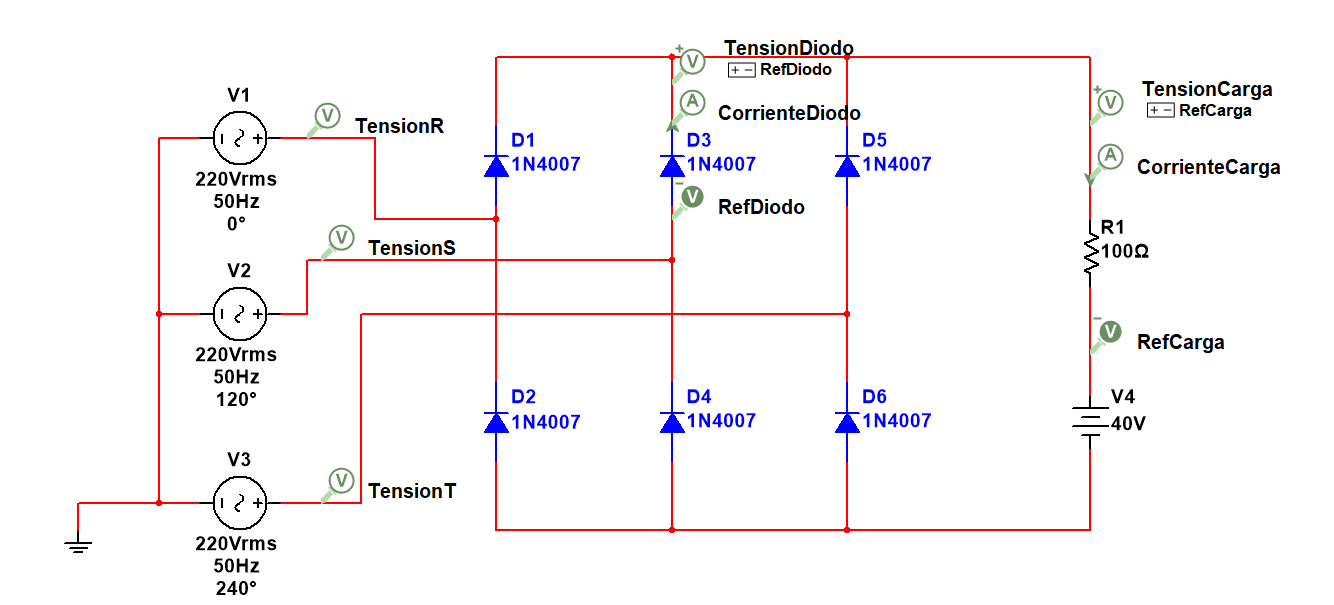 TensionDiodo
+ V
+ - RefDiodo
V1
V
TensionR
A
CorrienteDiodo
+ V
TensionCarga
+ - RefCarga
220Vrms
50Hz
0°
D1
1N4007
D3
1N4007
D5
1N4007
A
CorrienteCarga
- V
RefDiodo
V
TensionS
R1
100Ω
V2
220Vrms
50Hz
120°
- V
RefCarga
D2
1N4007
D4
1N4007
D6
1N4007
V4
40V
V3
V
TensionT
220Vrms
50Hz
240°